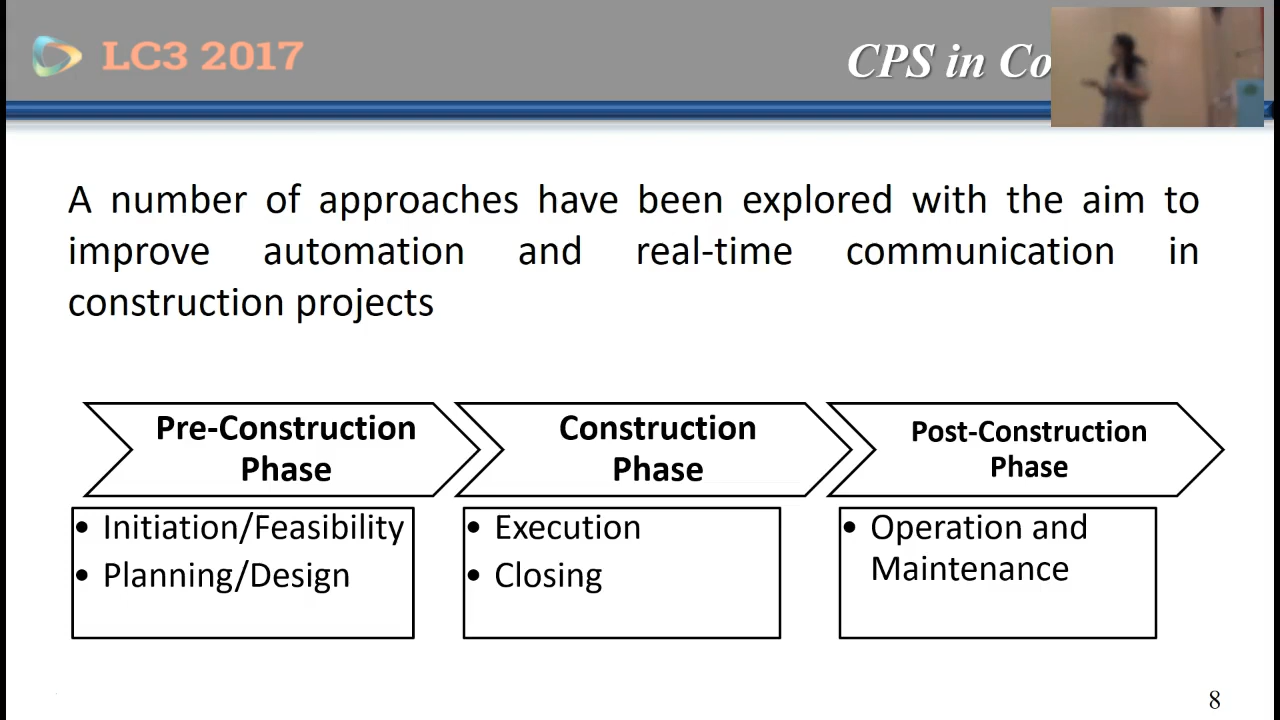 LC3 2017
CPS in Co
A number of approaches have been explored with the aim to
improve automation and real-time communication in
construction projects
Pre-Construction
Phase
Construction
Phase
Post-Construction
Phase
• Initiation/Feasibility
• Planning/Design
• Execution
• Closing
• Operation and
Maintenance
8